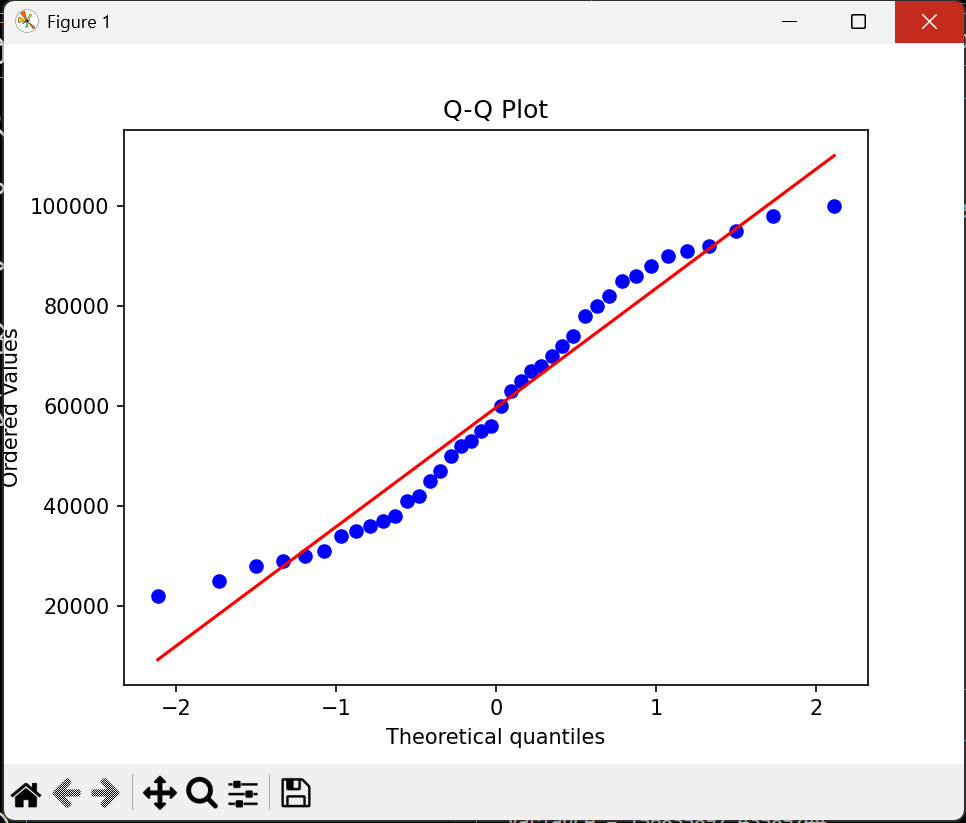 Figure 1
Q-Q Plot
100000
80000
60000
40000
20000
Ordered Values
−2 −1 0 1 2
Theoretical quantiles